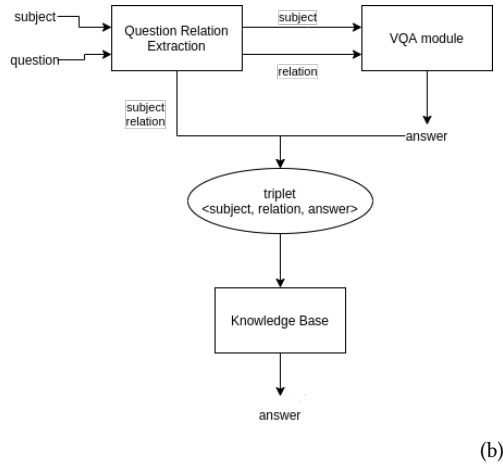 subject
question
Question Relation
Extraction
subject
relation
VQA module
subject
relation
answer
triplet
<subject, relation, answer>
Knowledge Base
answer
(b)